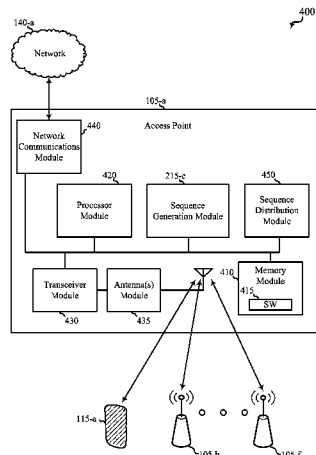 400
140-a
Network
105-a
Access Point
440
Network
Communications
Module
420
Processor
Module
215-c
Sequence
Generation Module
450
Sequence
Distribution
Module
Transceiver
Module
430
Antenna(s)
Module
435
410
Memory
Module
415
SW
115-a
105-b